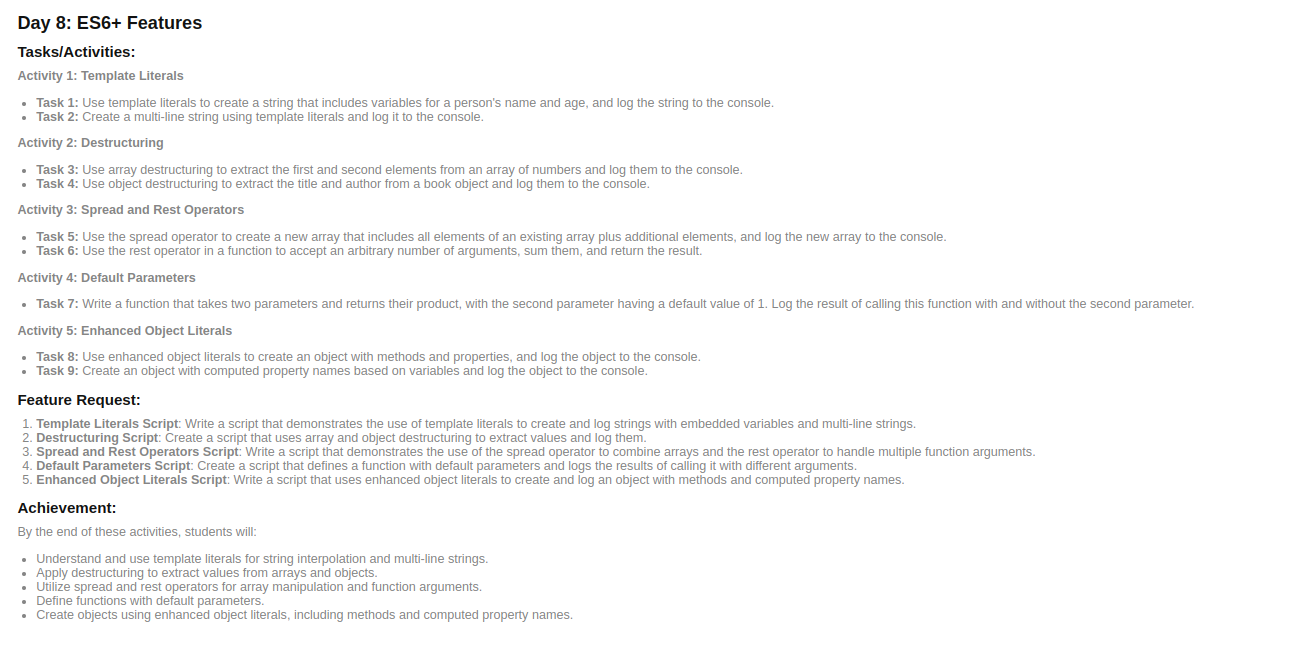 Day 8: ES6+ Features
Tasks/Activities:
Activity 1: Template Literals
• Task 1: Use template literals to create a string that includes variables for a person's name and age, and log the string to the console.
• Task 2: Create a multi-line string using template literals and log it to the console.
Activity 2: Destructuring
• Task 3: Use array destructuring to extract the first and second elements from an array of numbers and log them to the console.
• Task 4: Use object destructuring to extract the title and author from a book object and log them to the console.
Activity 3: Spread and Rest Operators
• Task 5: Use the spread operator to create a new array that includes all elements of an existing array plus additional elements, and log the new array to the console.
• Task 6: Use the rest operator in a function to accept an arbitrary number of arguments, sum them, and return the result.
Activity 4: Default Parameters
• Task 7: Write a function that takes two parameters and returns their product, with the second parameter having a default value of 1. Log the result of calling this function with and without the second parameter.
Activity 5: Enhanced Object Literals
• Task 8: Use enhanced object literals to create an object with methods and properties, and log the object to the console.
• Task 9: Create an object with computed property names based on variables and log the object to the console.
Feature Request:
1. Template Literals Script: Write a script that demonstrates the use of template literals to create and log strings with embedded variables and multi-line strings.
2. Destructuring Script: Create a script that uses array and object destructuring to extract values and log them.
3. Spread and Rest Operators Script: Write a script that demonstrates the use of the spread operator to combine arrays and the rest operator to handle multiple function arguments.
4. Default Parameters Script: Create a script that defines a function with default parameters and logs the results of calling it with different arguments.
5. Enhanced Object Literals Script: Write a script that uses enhanced object literals to create and log an object with methods and computed property names.
Achievement:
By the end of these activities, students will:
• Understand and use template literals for string interpolation and multi-line strings.
• Apply destructuring to extract values from arrays and objects.
• Utilize spread and rest operators for array manipulation and function arguments.
• Define functions with default parameters.
• Create objects using enhanced object literals, including methods and computed property names.